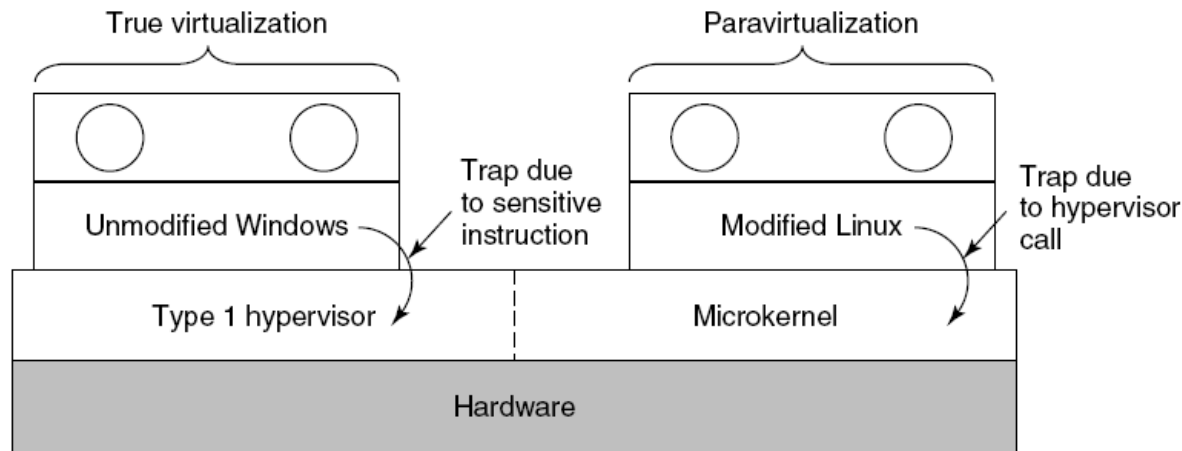 True virtualization
Paravirtualization
Trap due
to sensitive
instruction
Trap due
to hypervisor
call
Unmodified Windows
Modified Linux
Type 1 hypervisor
Microkernel
Hardware